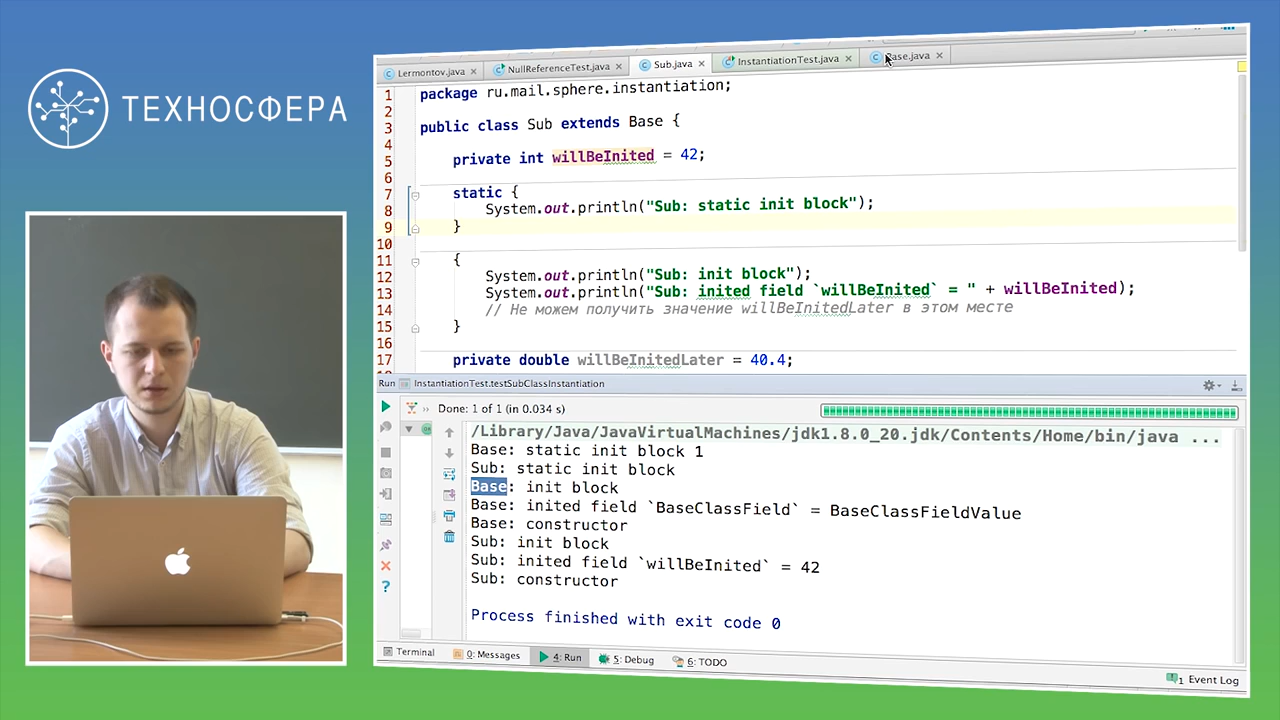 ТЕХНОСФЕРА
Lermontov.java
NullReferenceTest.java
Sub.java
InstantiationTest.java
Base.java
1 package ru.mail.sphere.instantiation;
2
3 public class Sub extends Base {
4
5 private int willBeInited = 42;
6
7 static {
8 System.out.println("Sub: static init block");
9 }
10
11 {
12 System.out.println("Sub: init block");
13 System.out.println("Sub: inited field `willBeInited` = " + willBeInited);
14 // Не можем получить значение willBeInitedLater в этом месте
15 }
16
17 private double willBeInitedLater = 40.4;
Run InstantiationTest.testSubClassInstantiation
Done: 1 of 1 (in 0.034 s)
/Library/Java/JavaVirtualMachines/jdk1.8.0_20.jdk/Contents/Home/bin/java ...
Base: static init block 1
Sub: static init block
Base: init block
Base: inited field `BaseClassField` = BaseClassFieldValue
Base: constructor
Sub: init block
Sub: inited field `willBeInited` = 42
Sub: constructor
Process finished with exit code 0
Terminal
0: Messages
4: Run
5: Debug
6: TODO
1 Event Log